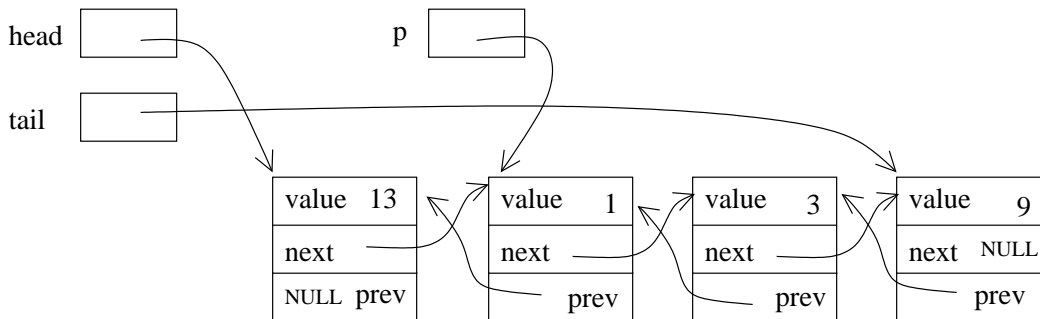 head p
tail
value 13 value 1 value 3 value 9
next next next next NULL
NULL prev prev prev prev